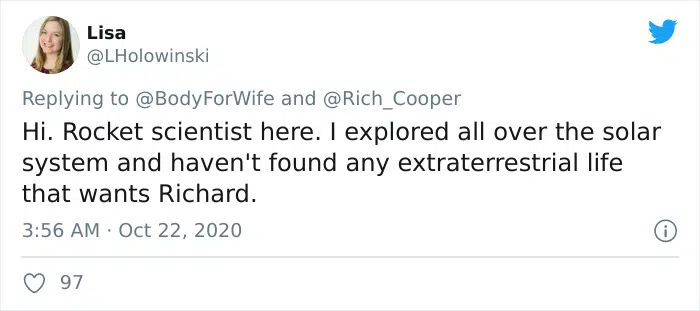 Lisa
@LHolowinski
Replying to @BodyForWife and @Rich_Cooper
Hi. Rocket scientist here. I explored all over the solar
system and haven't found any extraterrestrial life
that wants Richard.
3:56 AM · Oct 22, 2020
97